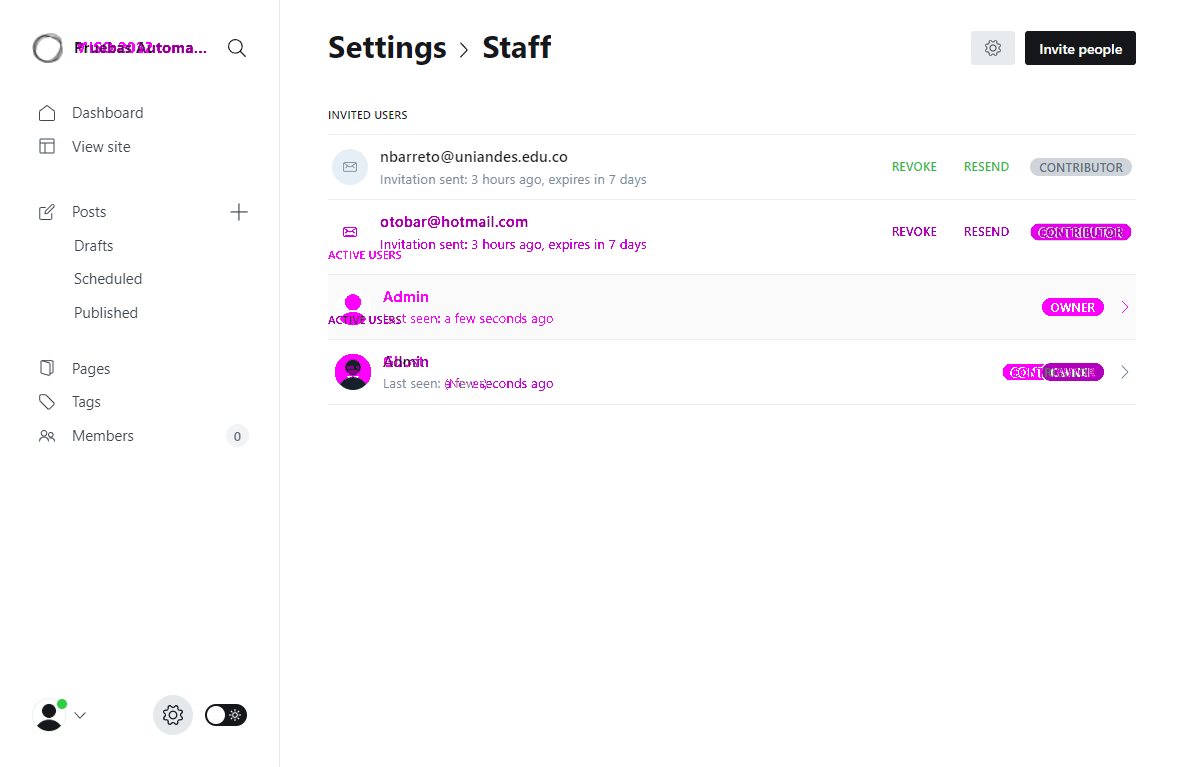 Pruebas Automa...
Settings > Staff
Invite people
Dashboard
View site
Posts
Drafts
Scheduled
Published
Pages
Tags
Members
0
INVITED USERS
nbarreto@uniandes.edu.co
Invitation sent: 3 hours ago, expires in 7 days
REVOKE
RESEND
CONTRIBUTOR
otobar@hotmail.com
Invitation sent: 3 hours ago, expires in 7 days
REVOKE
RESEND
CONTRIBUTOR
ACTIVE USERS
Admin
Last seen: a few seconds ago
OWNER
ACTIVE USERS
Admin
Last seen: a few seconds ago
OWNER